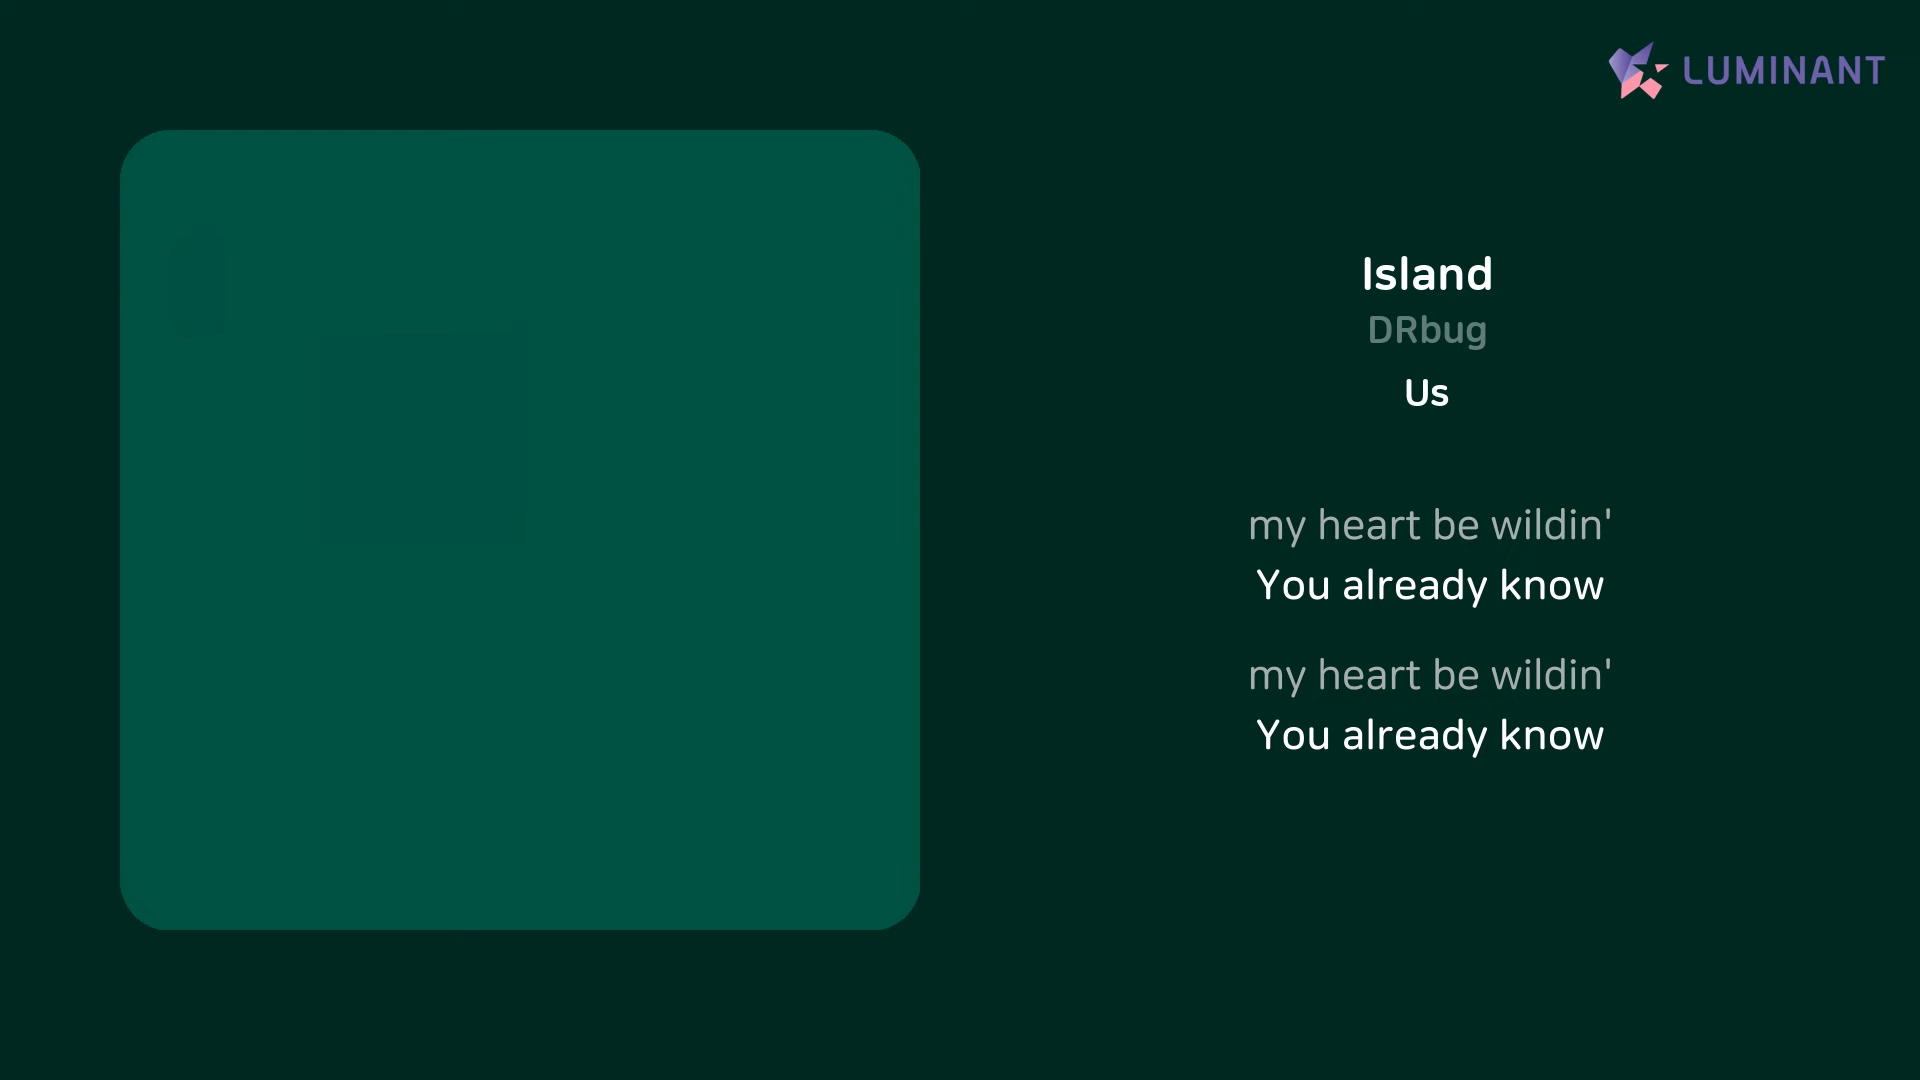 LUMINANT
Island
DRbug
Us
my heart be wildin'
You already know
my heart be wildin'
You already know